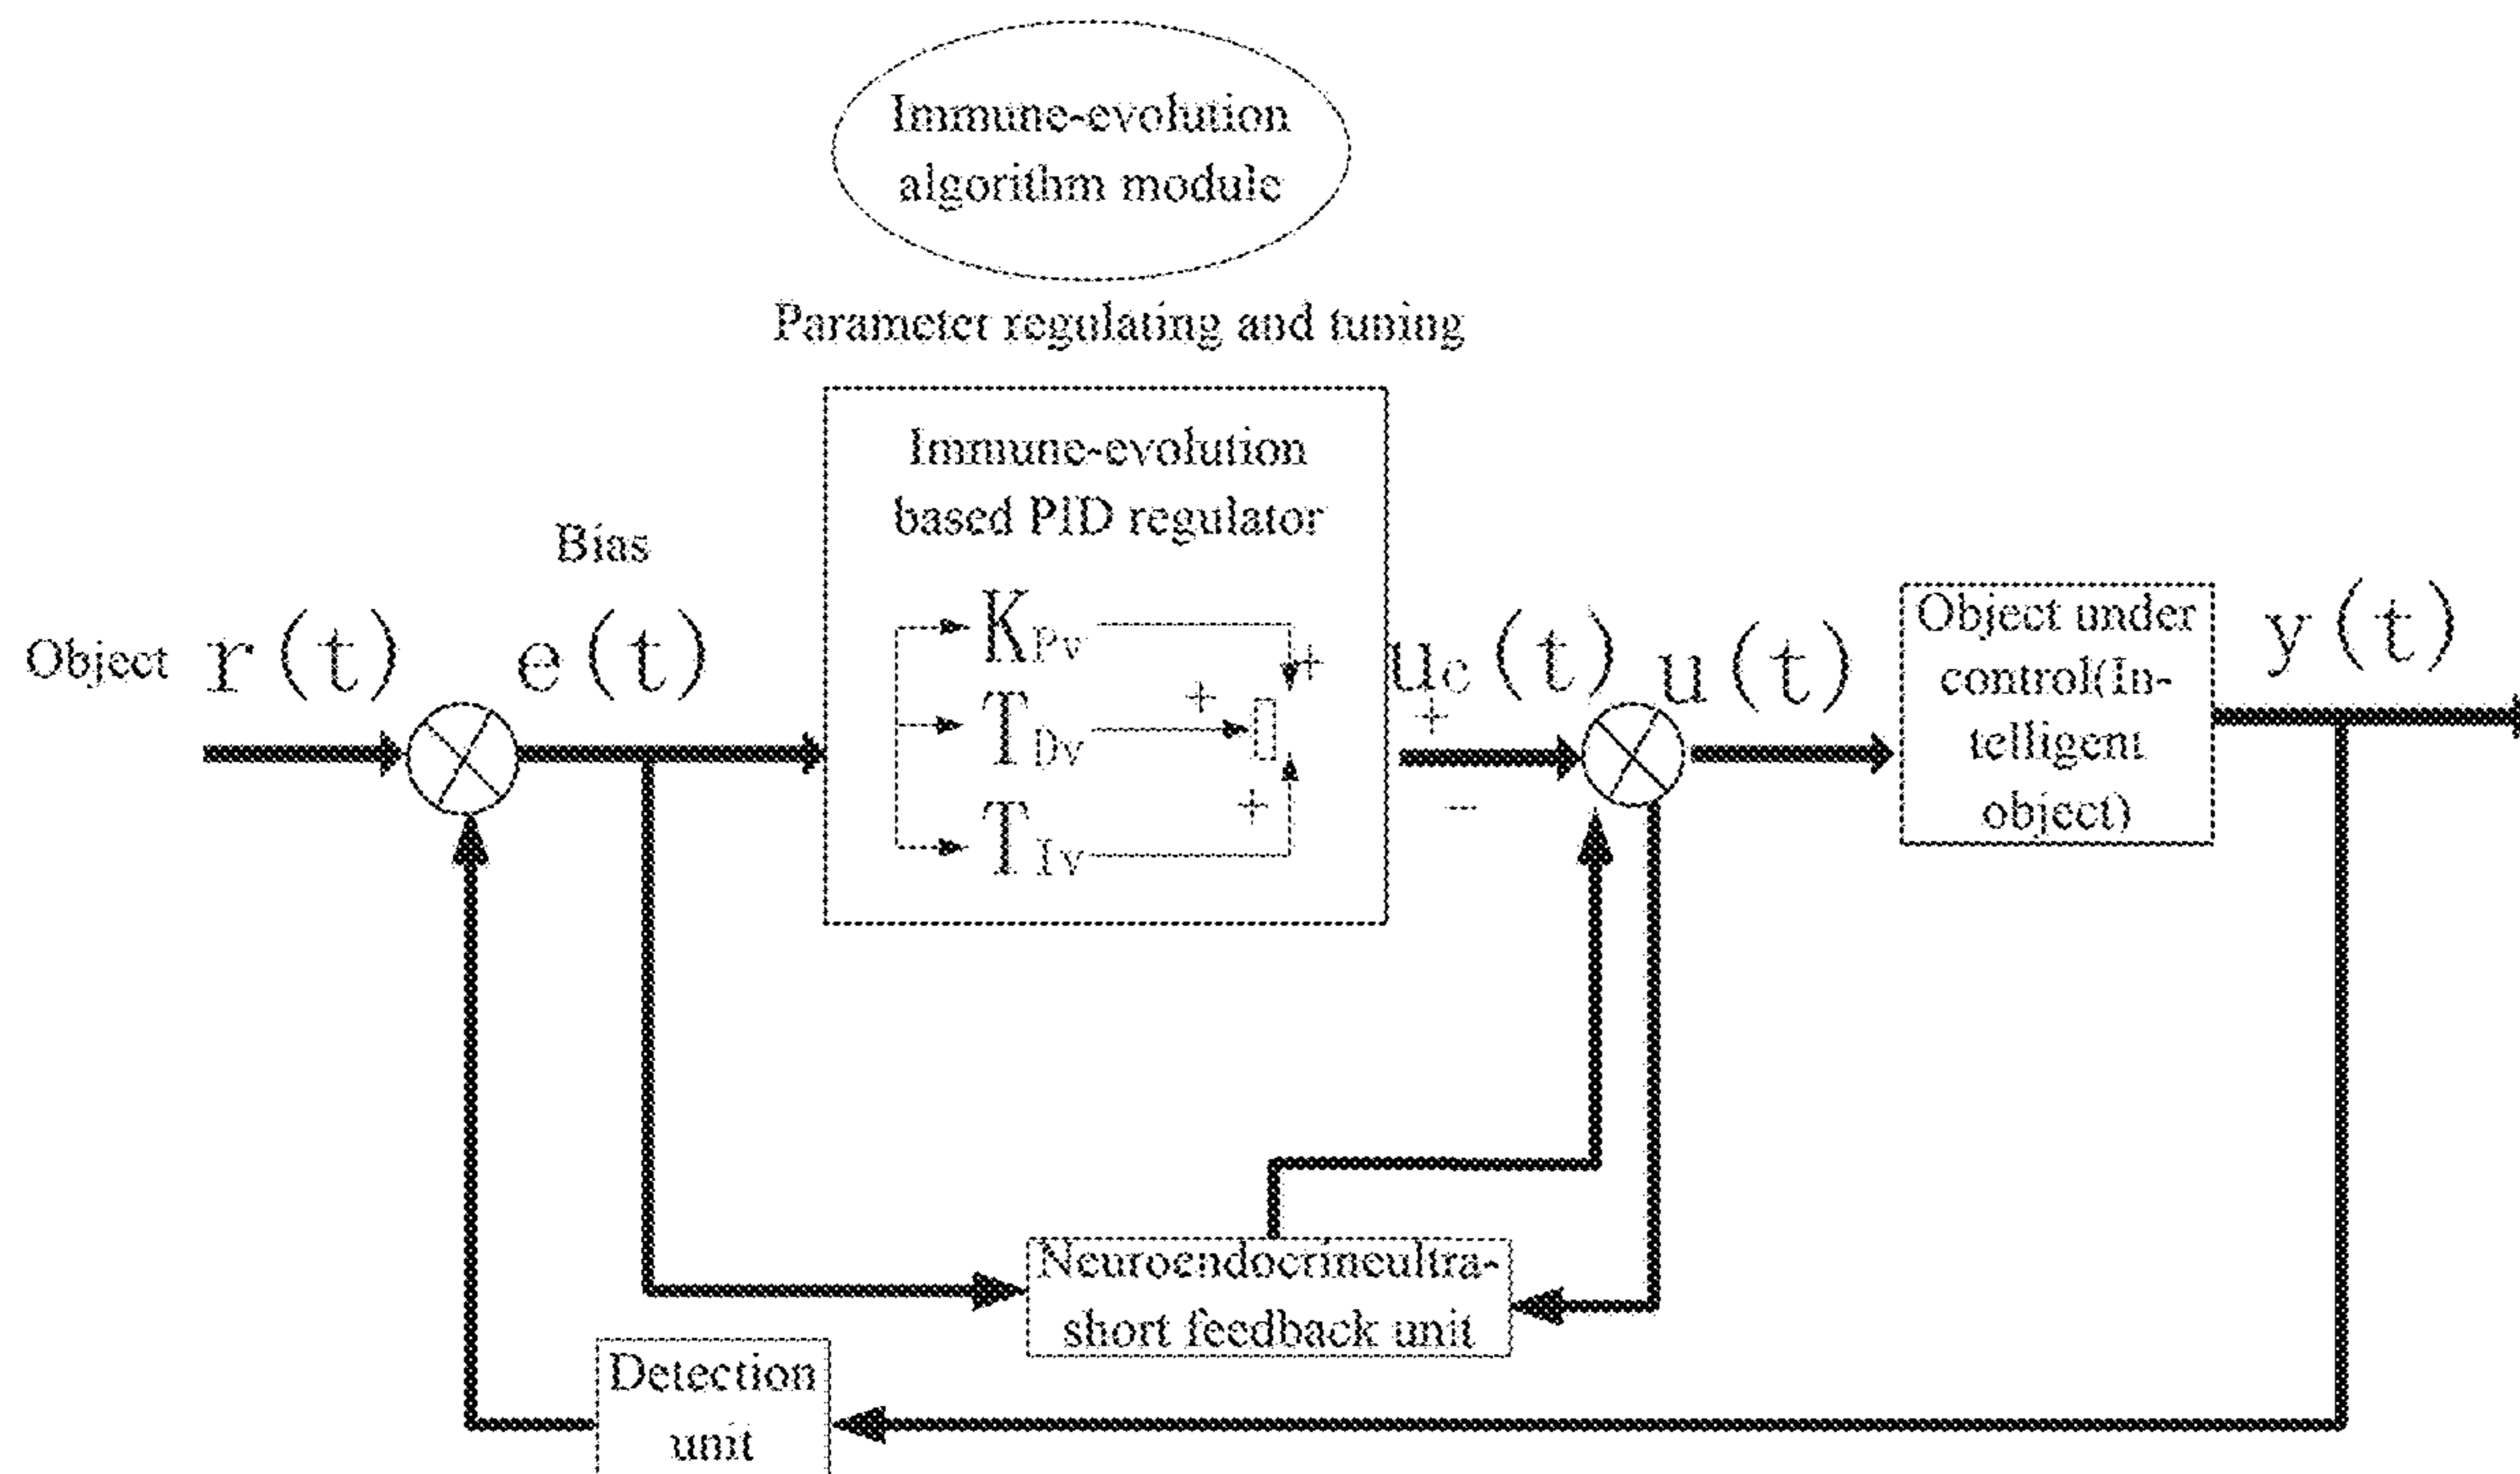 Immune-evolution
algorithm module
Parameter regulating and tuning
Immune-evolution
based PID regulator
Bias
Object r(t)
e(t)
KPv
+
TDv
+
TIv
+
uc(t)
+
−
u(t)
Object under
control(In-
telligent
object)
y(t)
Neuroendocrineultra-
short feedback unit
Detection
unit